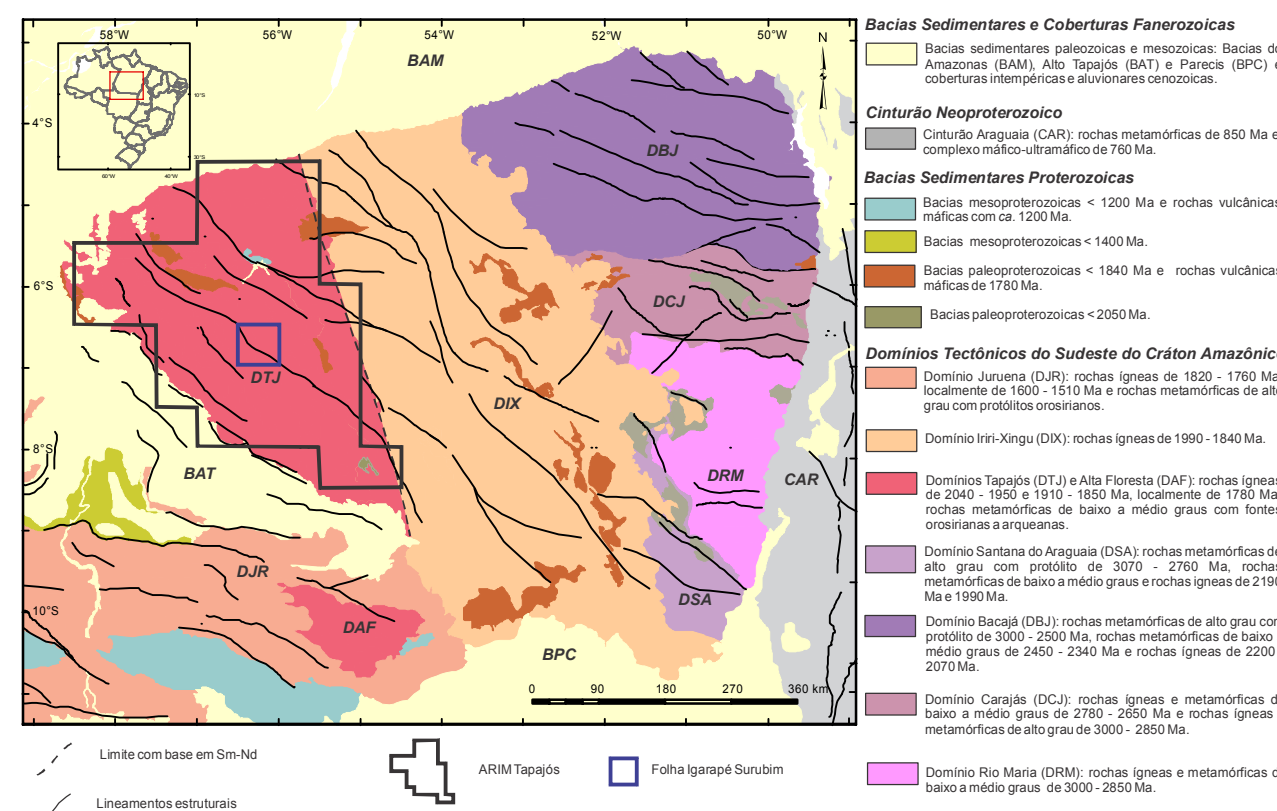 58°W
56°W
54°W
52°W
50°W
N
4°S
6°S
8°S
10°S
10°S
60°W
40°W
BAM
DBJ
DCJ
DTJ
DIX
BAT
DRM
CAR
DJR
DSA
DAF
BPC
0 90 180 270 360 km
Limite com base em Sm-Nd
Lineamentos estruturais
ARIM Tapajós
Folha Igarapé Surubim
Bacias Sedimentares e Coberturas Fanerozoicas
Bacias sedimentares paleozoicas e mesozoicas: Bacias do
Amazonas (BAM), Alto Tapajós (BAT) e Parecis (BPC) e
coberturas intempéricas e aluvionares cenozoicas.
Cinturão Neoproterozoico
Cinturão Araguaia (CAR): rochas metamórficas de 850 Ma e
complexo máfico-ultramáfico de 760 Ma.
Bacias Sedimentares Proterozoicas
Bacias mesoproterozoicas < 1200 Ma e rochas vulcânicas
máficas com ca. 1200 Ma.
Bacias mesoproterozoicas < 1400 Ma.
Bacias paleoproterozoicas < 1840 Ma e rochas vulcânicas
máficas de 1780 Ma.
Bacias paleoproterozoicas < 2050 Ma.
Domínios Tectônicos do Sudeste do Cráton Amazônico
Domínio Juruena (DJR): rochas ígneas de 1820 - 1760 Ma,
localmente de 1600 - 1510 Ma e rochas metamórficas de alto
grau com protólitos orosirianos.
Domínio Iriri-Xingu (DIX): rochas ígneas de 1990 - 1840 Ma.
Domínios Tapajós (DTJ) e Alta Floresta (DAF): rochas ígneas
de 2040 - 1950 e 1910 - 1850 Ma, localmente de 1780 Ma,
rochas metamórficas de baixo a médio graus com fontes
orosirianas a arqueanas.
Domínio Santana do Araguaia (DSA): rochas metamórficas de
alto grau com protólito de 3070 - 2760 Ma, rochas
metamórficas de baixo a médio graus e rochas igneas de 2190
Ma e 1990 Ma.
Domínio Bacajá (DBJ): rochas metamórficas de alto grau com
protólito de 3000 - 2500 Ma, rochas metamórficas de baixo
médio graus de 2450 - 2340 Ma e rochas ígneas de 2200
2070 Ma.
Domínio Carajás (DCJ): rochas ígneas e metamórficas de
baixo a médio graus de 2780 - 2650 Ma e rochas ígneas
metamórficas de alto grau de 3000 - 2850 Ma.
Domínio Rio Maria (DRM): rochas ígneas e metamórficas de
baixo a médio graus de 3000 - 2850 Ma.